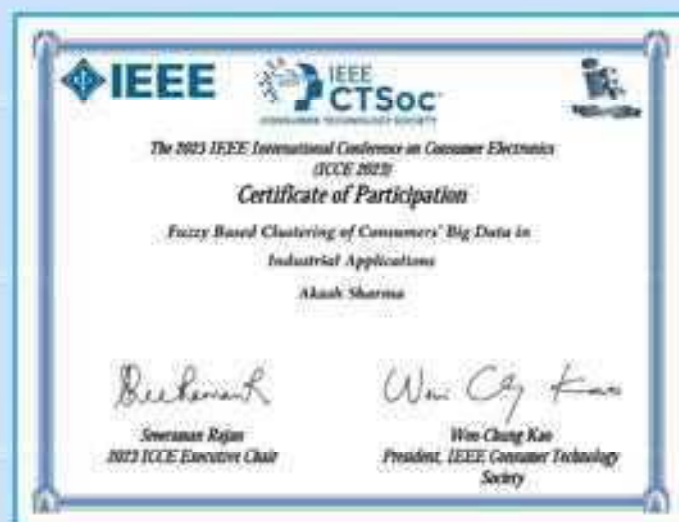 IEEE
IEEE
CTSoc
CONSUMER TECHNOLOGY SOCIETY
The 2023 IEEE International Conference on Consumer Electronics
(ICCE 2023)
Certificate of Participation
Fuzzy Based Clustering of Consumers' Big Data in
Industrial Applications
Akash Sharma
Sreeraman Rajan
2023 ICCE Executive Chair
Wen-Chung Kao
President, IEEE Consumer Technology
Society